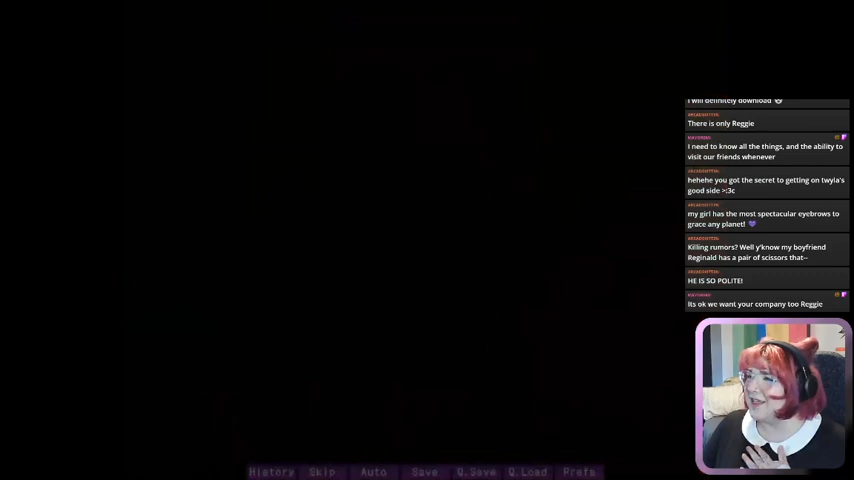 I will definitely download
There is only Reggie
I need to know all the things, and the ability to
visit our friends whenever
hehehe you got the secret to getting on twyla's
good side >:3c
my girl has the most spectacular eyebrows to
grace any planet! 💜
Killing rumors? Well y'know my boyfriend
Reginald has a pair of scissors that--
HE IS SO POLITE!
Its ok we want your company too Reggie
History Skip Auto Save Q.Save Q.Load Prefs